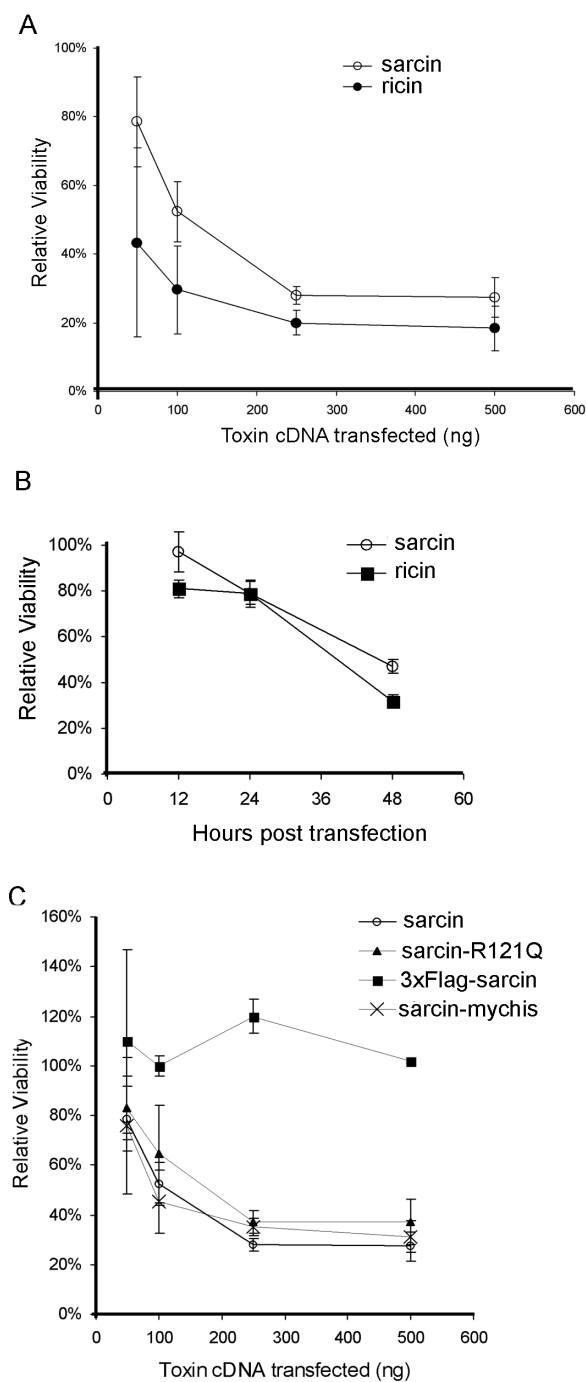 A
100%
80%
60%
40%
20%
0%
Relative Viability
sarcin
ricin
0 100 200 300 400 500 600
Toxin cDNA transfected (ng)
B
100%
80%
60%
40%
20%
0%
Relative Viability
sarcin
ricin
0 12 24 36 48 60
Hours post transfection
C
160%
140%
120%
100%
80%
60%
40%
20%
0%
Relative Viability
sarcin
sarcin-R121Q
3xFlag-sarcin
sarcin-mychis
0 100 200 300 400 500 600
Toxin cDNA transfected (ng)